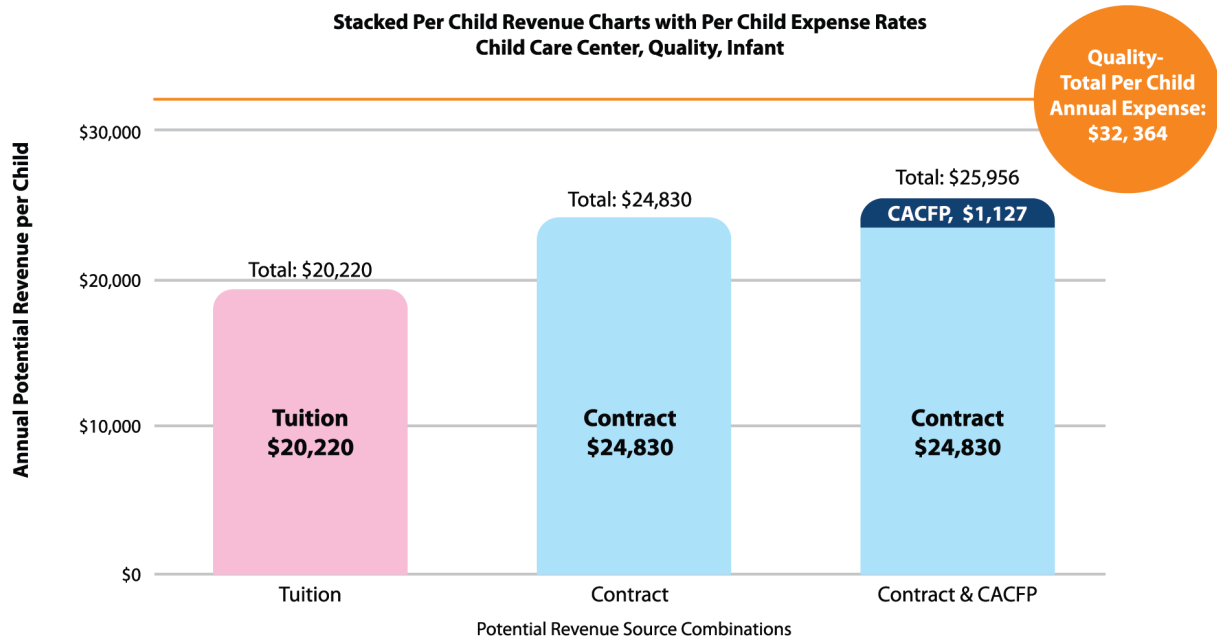 Stacked Per Child Revenue Charts with Per Child Expense Rates
Child Care Center, Quality, Infant
Quality-
Total Per Child
Annual Expense:
$32, 364
Annual Potential Revenue per Child
$30,000
$20,000
$10,000
$0
Total: $20,220
Tuition
$20,220
Total: $24,830
Contract
$24,830
Total: $25,956
CACFP, $1,127
Contract
$24,830
Tuition
Contract
Contract & CACFP
Potential Revenue Source Combinations